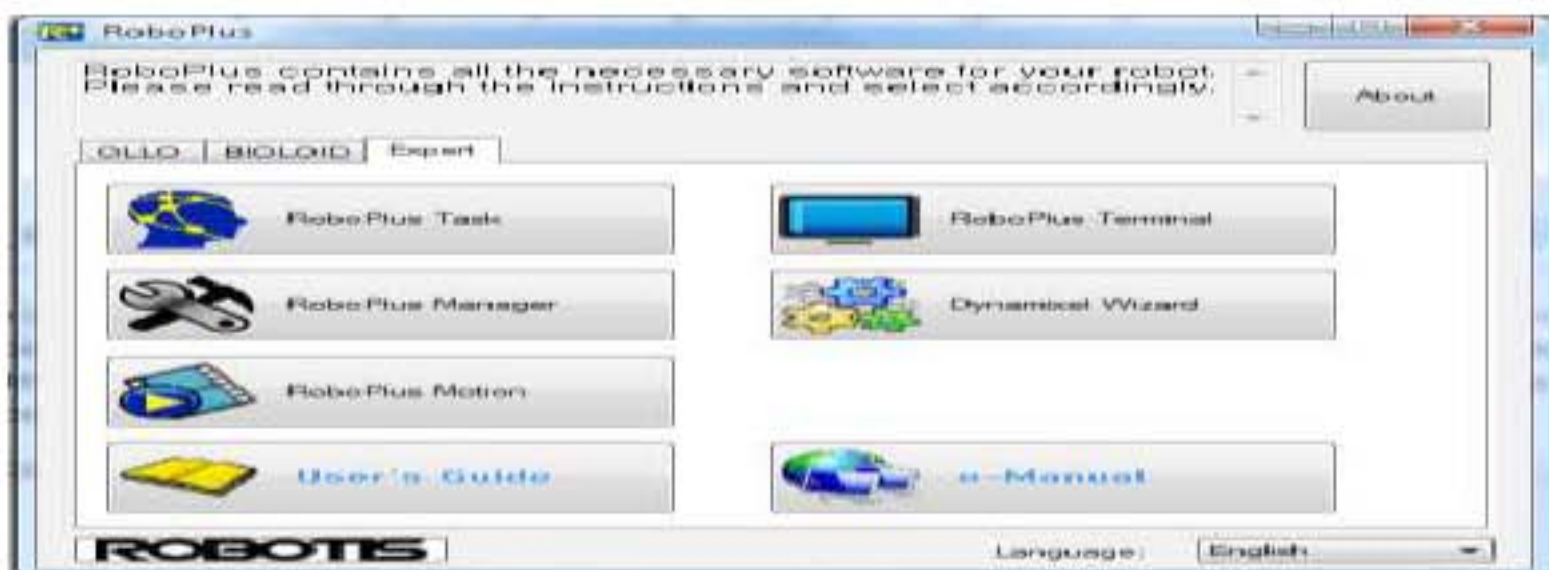 RoboPlus
RoboPlus contains all the necessary software for your robot.
Please read through the instructions and select accordingly.
About
OLLO BIOLOID Expert
RoboPlus Task
RoboPlus Terminal
RoboPlus Manager
Dynamixel Wizard
RoboPlus Motion
User's Guide
e-Manual
ROBOTIS
Language: English